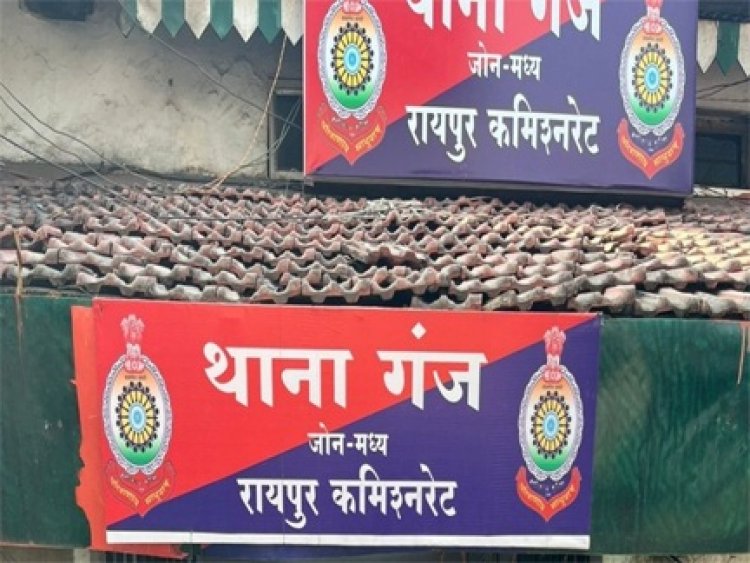 थाना गंज
जोन-मध्य
रायपुर कमिश्नरेट
थाना गंज
जोन-मध्य
रायपुर कमिश्नरेट